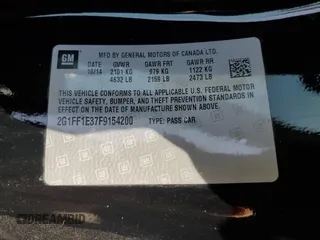 GM
MFD BY GENERAL MOTORS OF CANADA LTD.
DATE GVWR GAWR FRT GAWR RR
10/14 2101 KG 979 KG 1122 KG
4632 LB 2158 LB 2473 LB
THIS VEHICLE CONFORMS TO ALL APPLICABLE U.S. FEDERAL MOTOR
VEHICLE SAFETY, BUMPER, AND THEFT PREVENTION STANDARDS IN
EFFECT ON THE DATE OF MANUFACTURE SHOWN ABOVE.
2G1FF1E37F9154200 TYPE: PASS CAR
DREAMBID